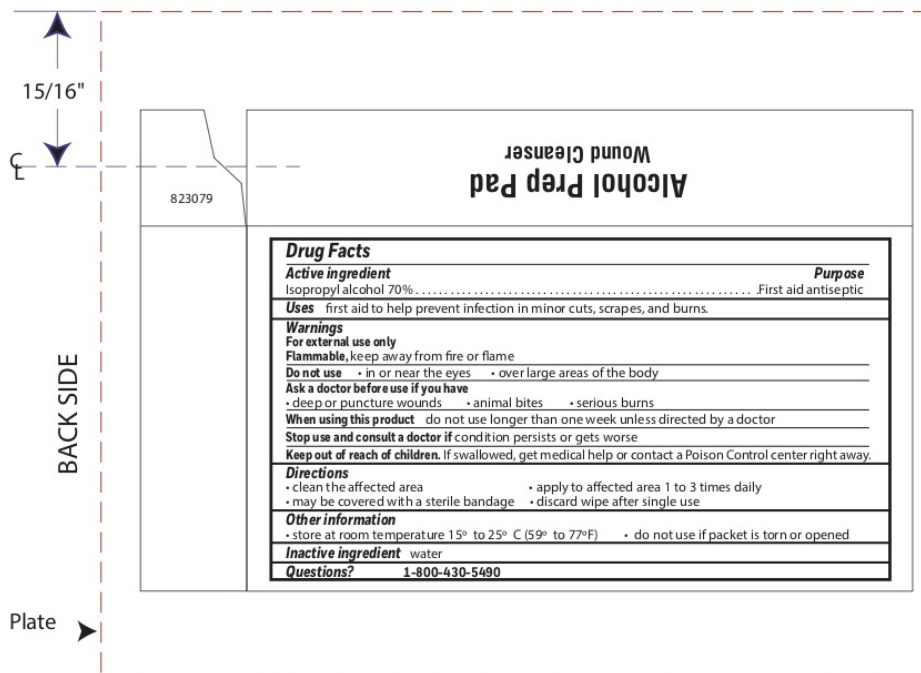 15/16"
CL
823079
Alcohol Prep Pad
Wound Cleanser
BACK SIDE
Plate
Drug Facts
Active ingredient Purpose
Isopropyl alcohol 70%............................................................First aid antiseptic
Uses first aid to help prevent infection in minor cuts, scrapes, and burns.
Warnings
For external use only
Flammable, keep away from fire or flame
Do not use • in or near the eyes • over large areas of the body
Ask a doctor before use if you have
• deep or puncture wounds • animal bites • serious burns
When using this product do not use longer than one week unless directed by a doctor
Stop use and consult a doctor if condition persists or gets worse
Keep out of reach of children. If swallowed, get medical help or contact a Poison Control center right away.
Directions
• clean the affected area • apply to affected area 1 to 3 times daily
• may be covered with a sterile bandage • discard wipe after single use
Other information
• store at room temperature 15º to 25º C (59º to 77ºF) • do not use if packet is torn or opened
Inactive ingredient water
Questions? 1-800-430-5490